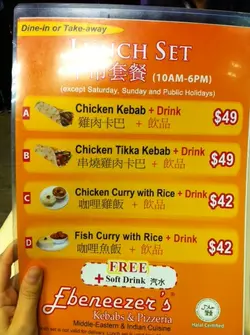 Dine-in or Take-away
LUNCH SET
午市套餐 (10AM-6PM)
(except Saturday, Sunday and Public Holidays)
A Chicken Kebab + Drink $49
雞肉卡巴 + 飲品
B Chicken Tikka Kebab + Drink $49
串燒雞肉卡巴 + 飲品
C Chicken Curry with Rice + Drink $42
咖哩雞飯 + 飲品
D Fish Curry with Rice + Drink $42
咖哩魚飯 + 飲品
FREE
+Soft Drink 汽水
Ebeneezer's®
Kebabs & Pizzeria
Middle-Eastern & Indian Cuisine
Halal Certified